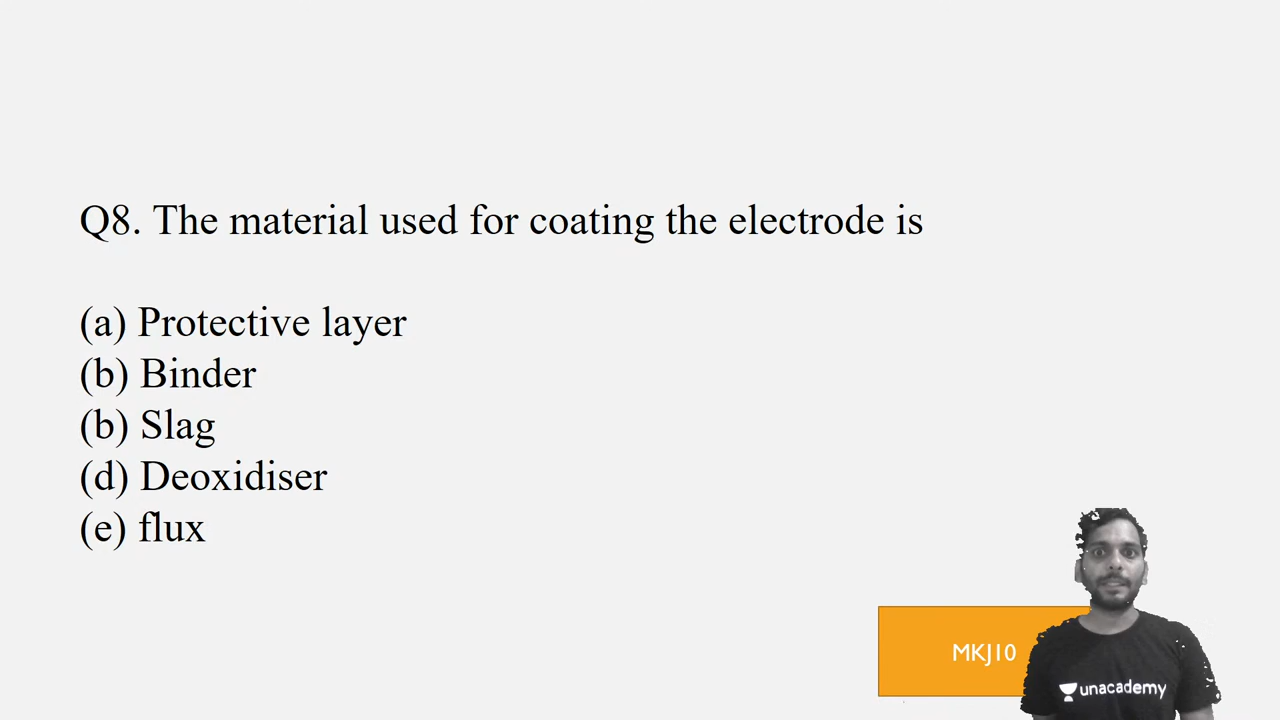 Q8. The material used for coating the electrode is
(a) Protective layer
(b) Binder
(b) Slag
(d) Deoxidiser
(e) flux
MKJ10
unacademy